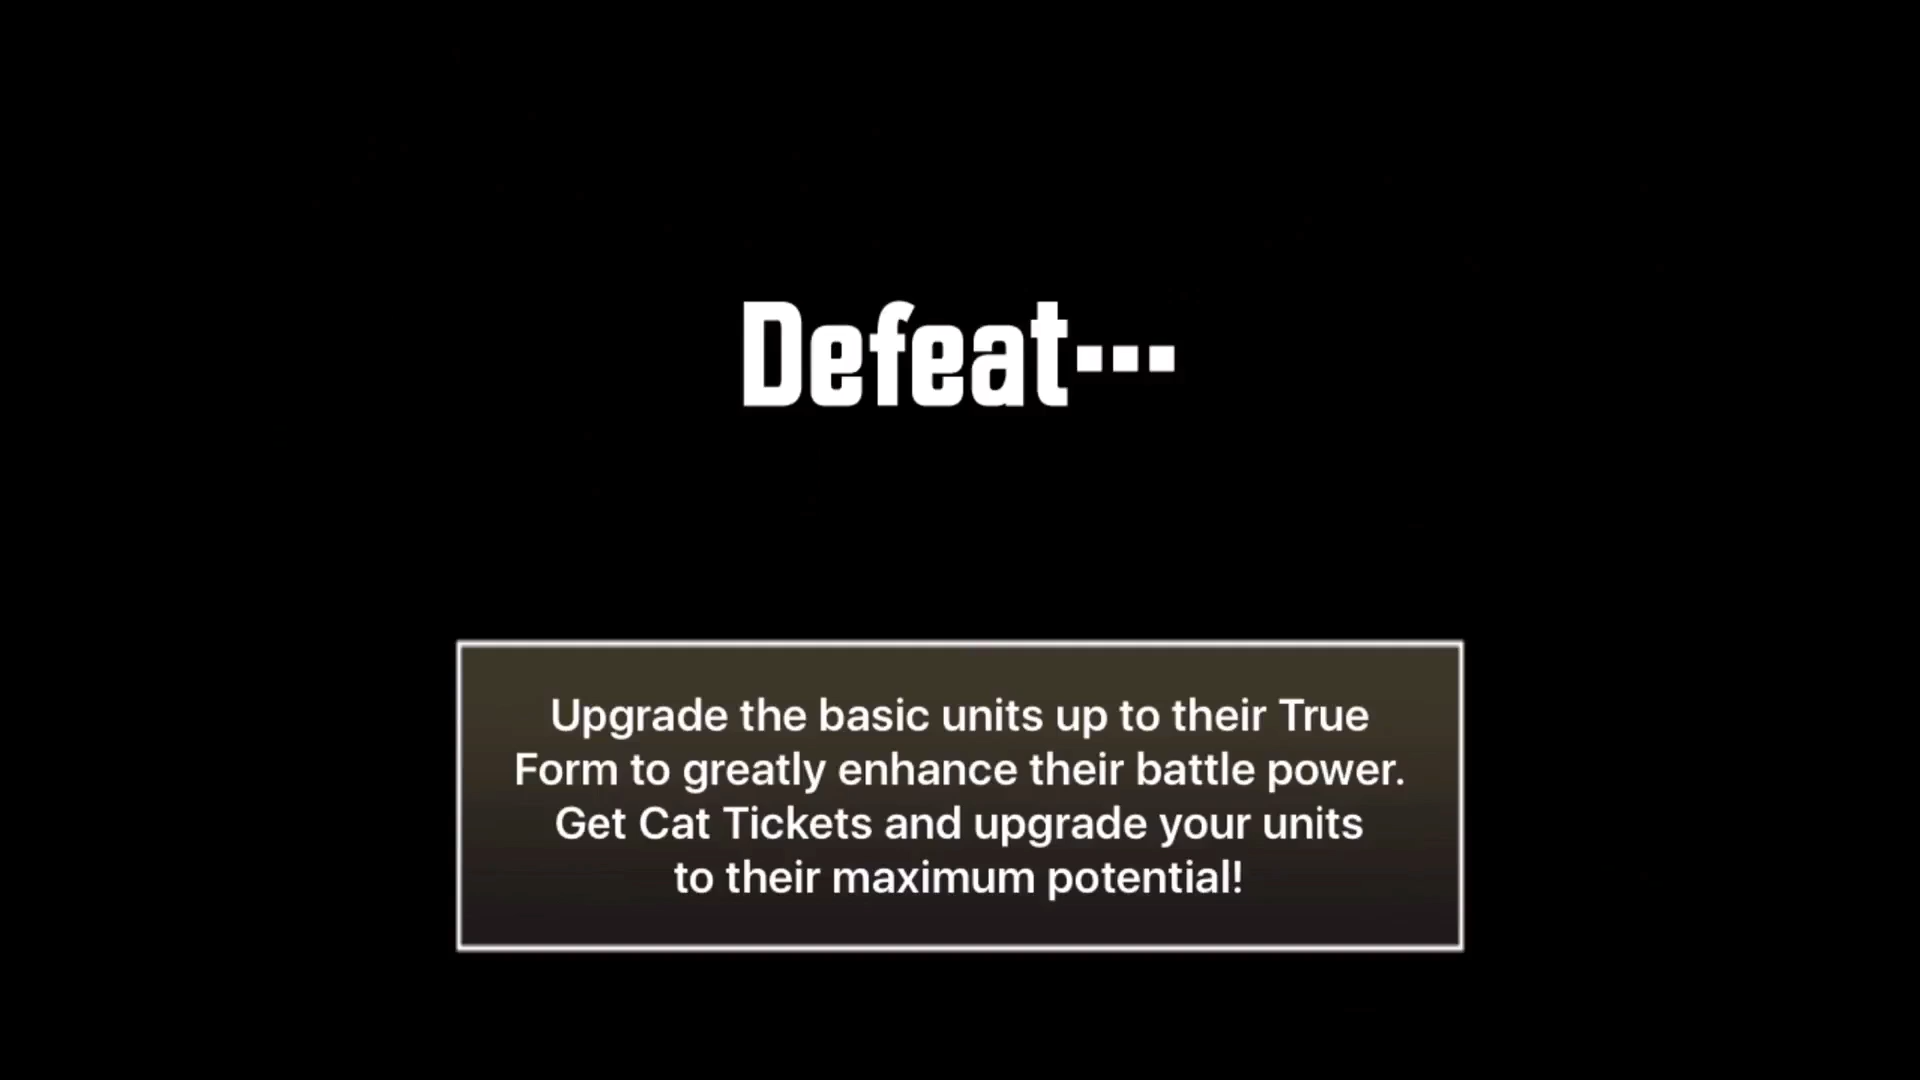 Defeat···
Upgrade the basic units up to their True
Form to greatly enhance their battle power.
Get Cat Tickets and upgrade your units
to their maximum potential!